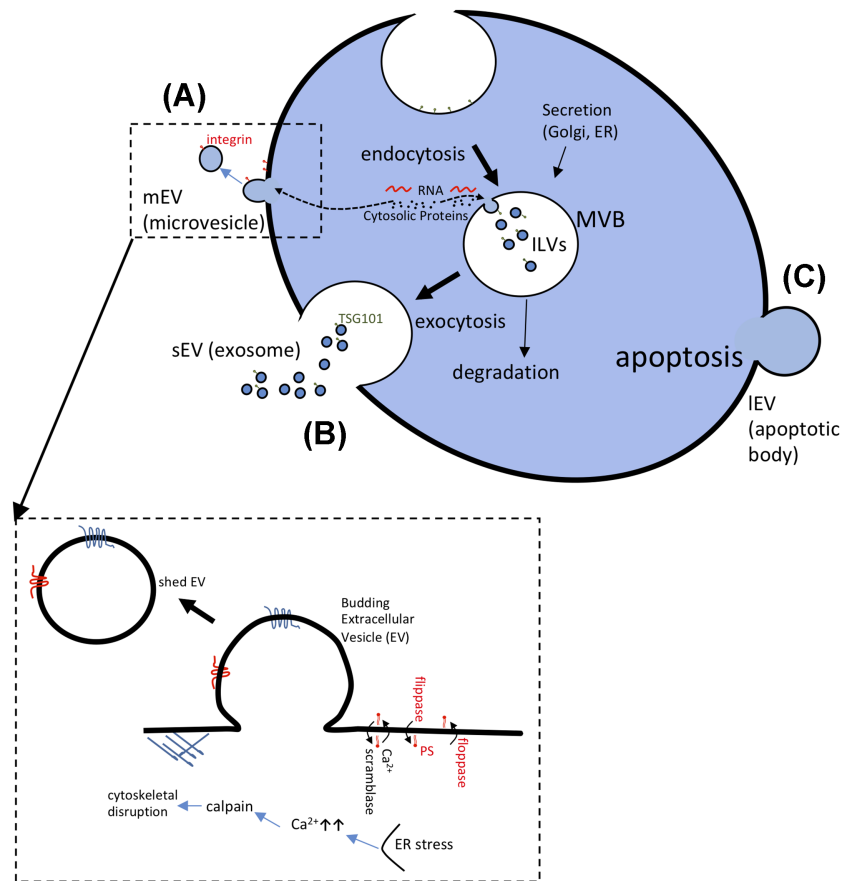 (A)
integrin
mEV
(microvesicle)
Secretion
(Golgi, ER)
endocytosis
RNA
Cytosolic Proteins
MVB
ILVs
(C)
TSG101
exocytosis
sEV (exosome)
(B)
degradation
apoptosis
lEV
(apoptotic
body)
shed EV
Budding
Extracellular
Vesicle (EV)
flippase
PS
floppase
Ca²⁺
scramblase
cytoskeletal
disruption
calpain
Ca²⁺↑↑
ER stress